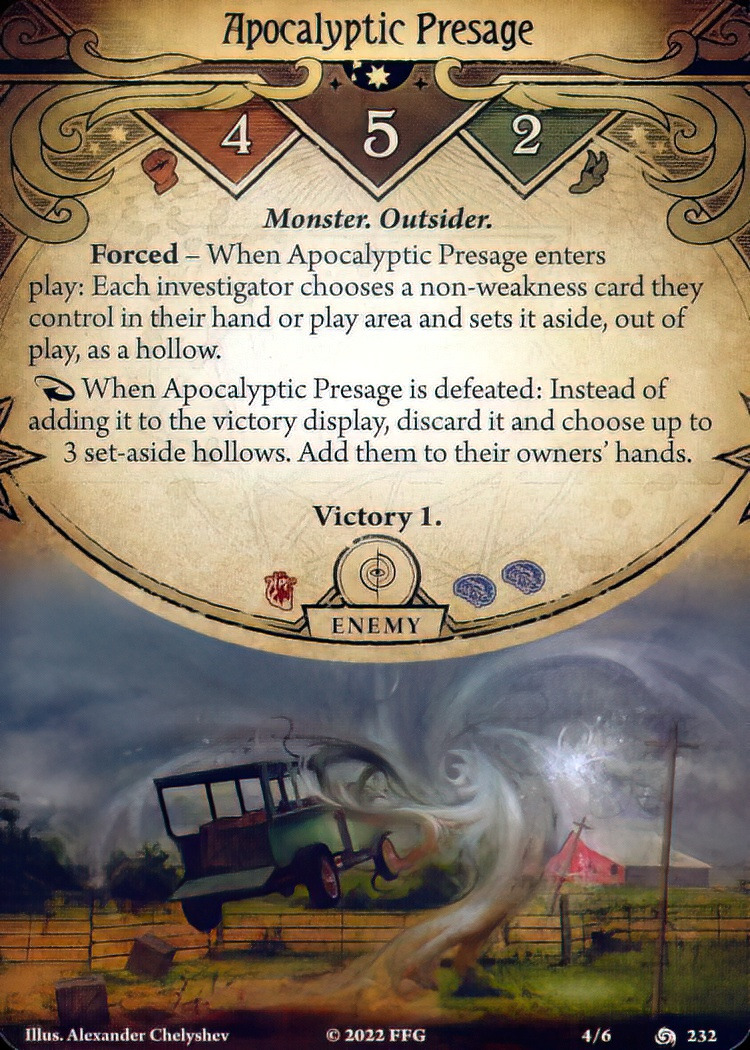 Apocalyptic Presage
4 5 2
Monster. Outsider.
Forced – When Apocalyptic Presage enters
play: Each investigator chooses a non-weakness card they
control in their hand or play area and sets it aside, out of
play, as a hollow.
When Apocalyptic Presage is defeated: Instead of
adding it to the victory display, discard it and choose up to
3 set-aside hollows. Add them to their owners' hands.
Victory 1.
ENEMY
Illus. Alexander Chelyshev © 2022 FFG 4/6 232